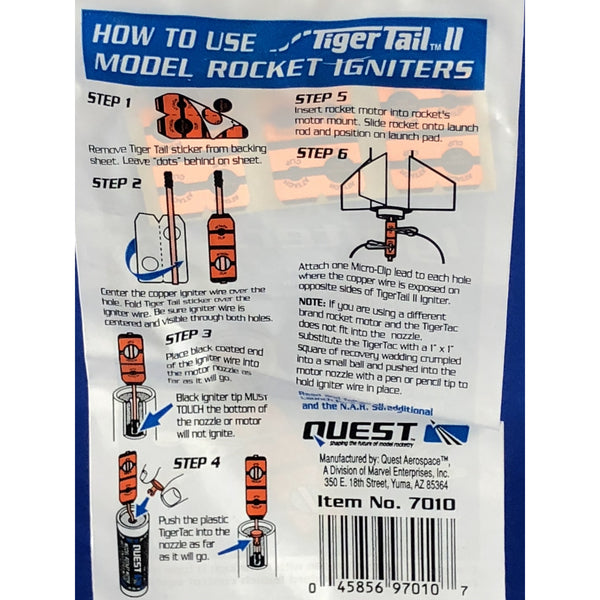 HOW TO USE TigerTail™ II
MODEL ROCKET IGNITERS
STEP 1
Remove Tiger Tail sticker from backing
sheet. Leave "dots" behind on sheet.
STEP 2
Center the copper igniter wire over the
hole. Fold Tiger Tail sticker over the
igniter wire. Be sure igniter wire is
centered and visible through both holes.
STEP 3
Place black coated end
of the igniter wire into
the motor nozzle as
far as it will go.
Black igniter tip MUST
TOUCH the bottom of
the nozzle or motor
will not ignite.
STEP 4
Push the plastic
TigerTac into the
nozzle as far
as it will go.
QUEST
STEP 5
Insert rocket motor into rocket's
motor mount. Slide rocket onto launch
rod and position on launch pad.
STEP 6
Attach one Micro-Clip lead to each hole
where the copper wire is exposed on
opposite sides of TigerTail II Igniter.
NOTE: If you are using a different
brand rocket motor and the TigerTac
does not fit into the nozzle,
substitute the TigerTac with a 1" x 1"
square of recovery wadding crumpled
into a small ball and pushed into the
motor nozzle with a pen or pencil tip to
hold igniter wire in place.
and the N.A.R. additional
QUEST
Shaping the future of model rocketry
Manufactured by: Quest Aerospace™,
A Division of Marvel Enterprises, Inc.
350 E. 18th Street, Yuma, AZ 85364
Item No. 7010
0 45856 97010 7